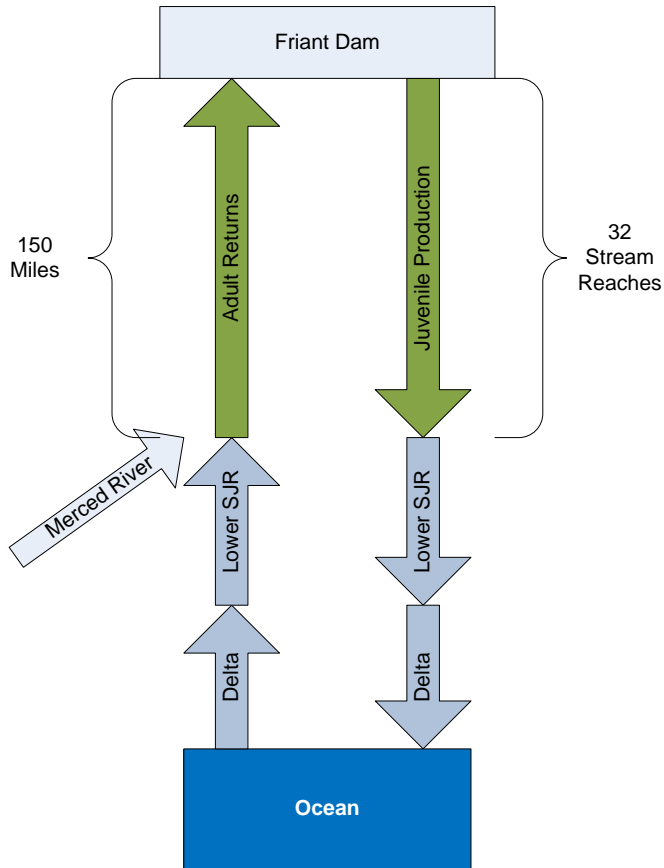 Friant Dam
150
Miles
Adult Returns
Juvenile Production
32
Stream
Reaches
Merced River
Lower SJR
Lower SJR
Delta
Delta
Ocean